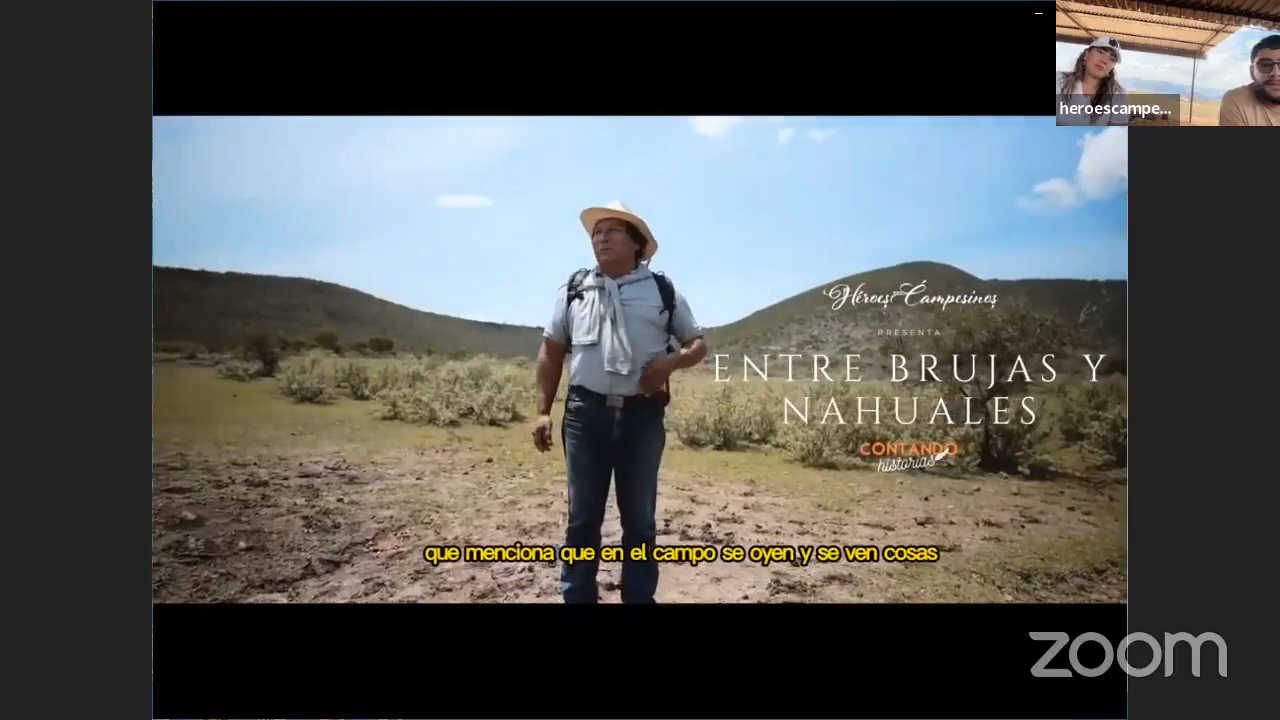 heroescampe...
Héroes Campesinos
PRESENTA
ENTRE BRUJAS Y
NAHUALES
CONTANDO
historias
que menciona que en el campo se oyen y se ven cosas
zoom